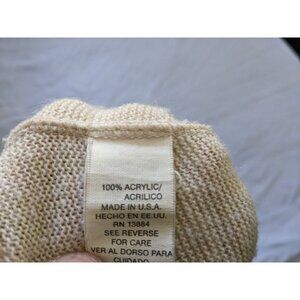 100% ACRYLIC/
ACRILICO
MADE IN U.S.A.
HECHO EN EE.UU.
RN 13884
SEE REVERSE
FOR CARE
VER AL DORSO PARA
CUIDADO